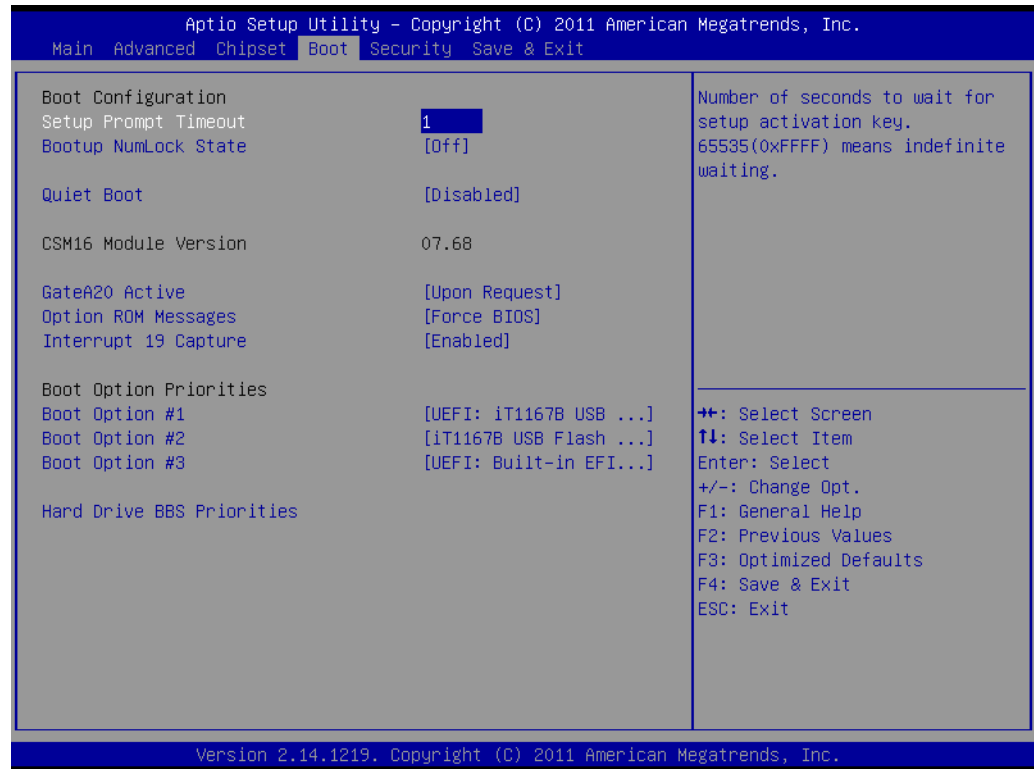 Aptio Setup Utility – Copyright (C) 2011 American Megatrends, Inc.
Main Advanced Chipset Boot Security Save & Exit
Boot Configuration
Setup Prompt Timeout 1
Bootup NumLock State [Off]
Quiet Boot [Disabled]
CSM16 Module Version 07.68
GateA20 Active [Upon Request]
Option ROM Messages [Force BIOS]
Interrupt 19 Capture [Enabled]
Boot Option Priorities
Boot Option #1 [UEFI: iT1167B USB ...]
Boot Option #2 [iT1167B USB Flash ...]
Boot Option #3 [UEFI: Built-in EFI...]
Hard Drive BBS Priorities
Number of seconds to wait for
setup activation key.
65535(0xFFFF) means indefinite
waiting.
→←: Select Screen
↑↓: Select Item
Enter: Select
+/-: Change Opt.
F1: General Help
F2: Previous Values
F3: Optimized Defaults
F4: Save & Exit
ESC: Exit
Version 2.14.1219. Copyright (C) 2011 American Megatrends, Inc.